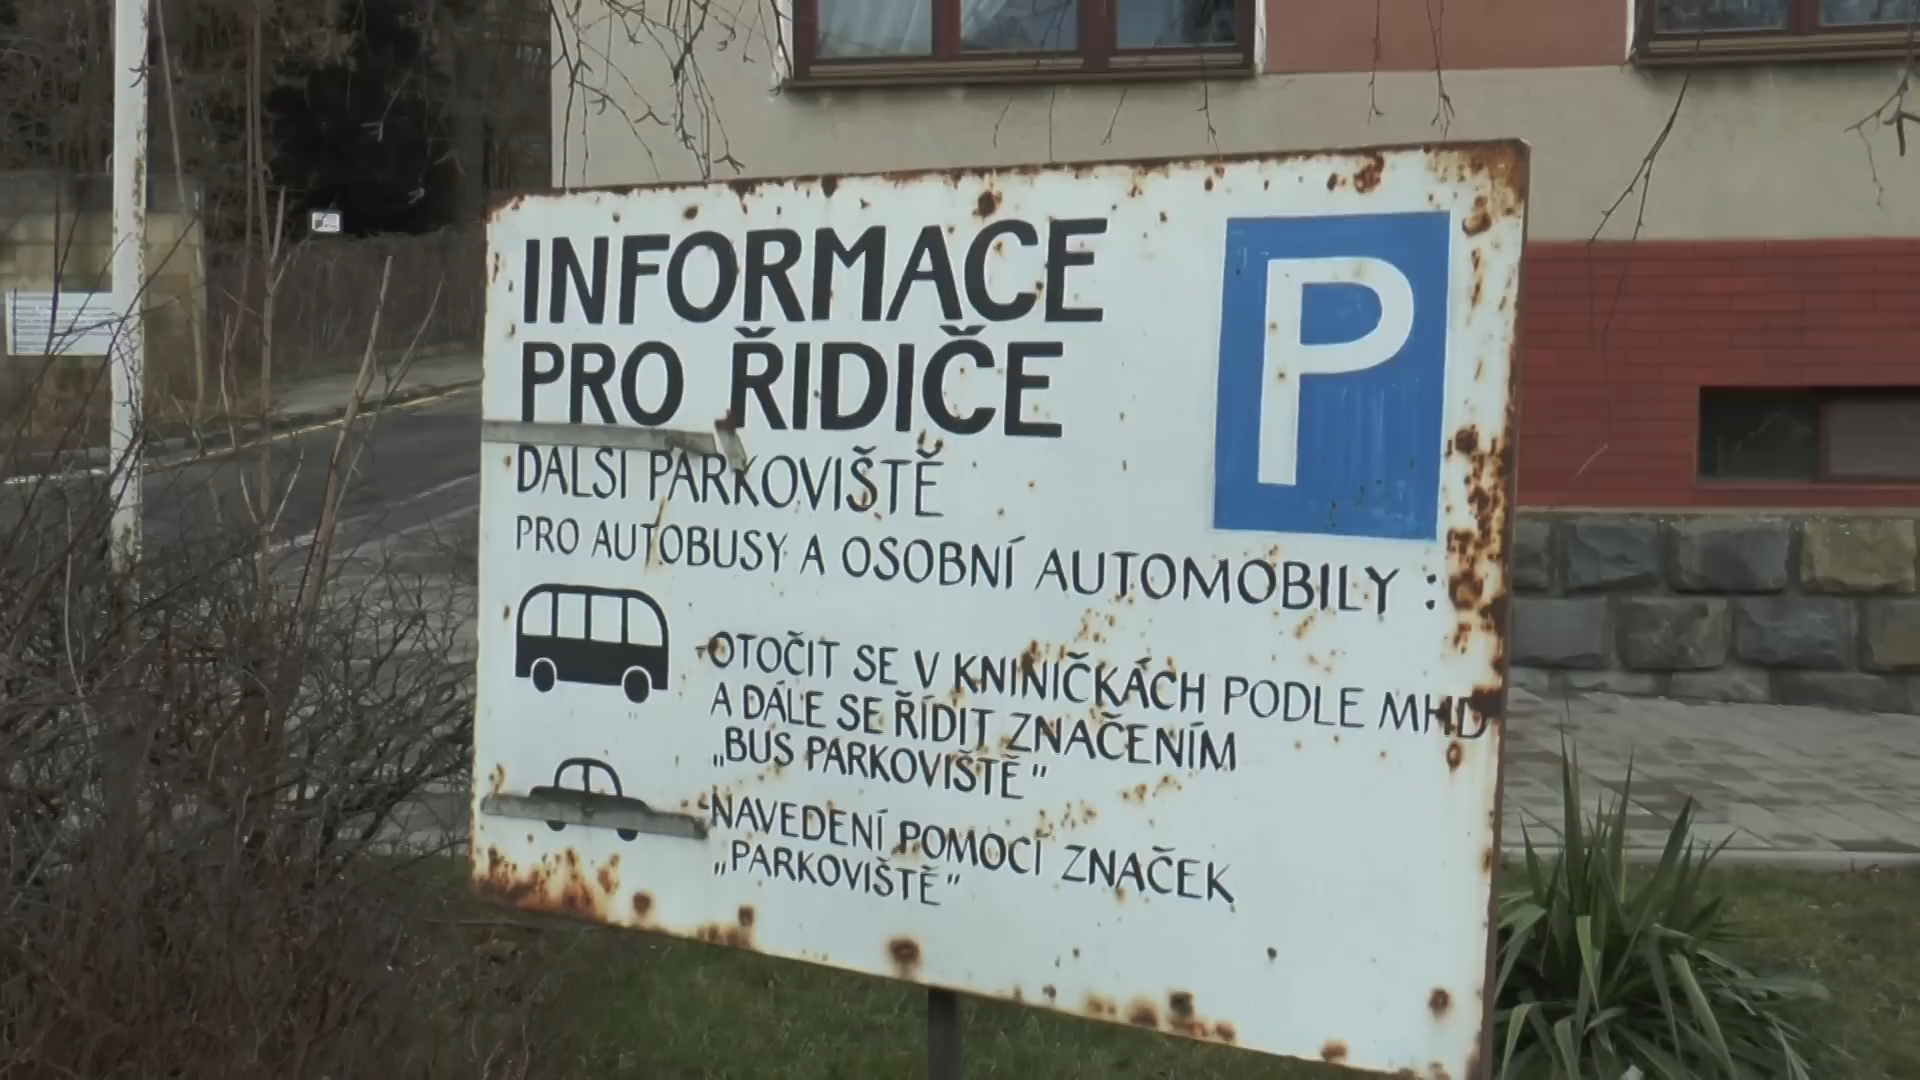 INFORMACE
PRO ŘIDIČE
P
DALSI PARKOVIŠTĚ
PRO AUTOBUSY A OSOBNÍ AUTOMOBILY :
-OTOČIT SE V KNINIČKÁCH PODLE MHD
A DÁLE SE ŘÍDIT ZNAČENÍM
„BUS PARKOVIŠTĚ"
-NAVEDENÍ POMOCÍ ZNAČEK
„PARKOVIŠTĚ"